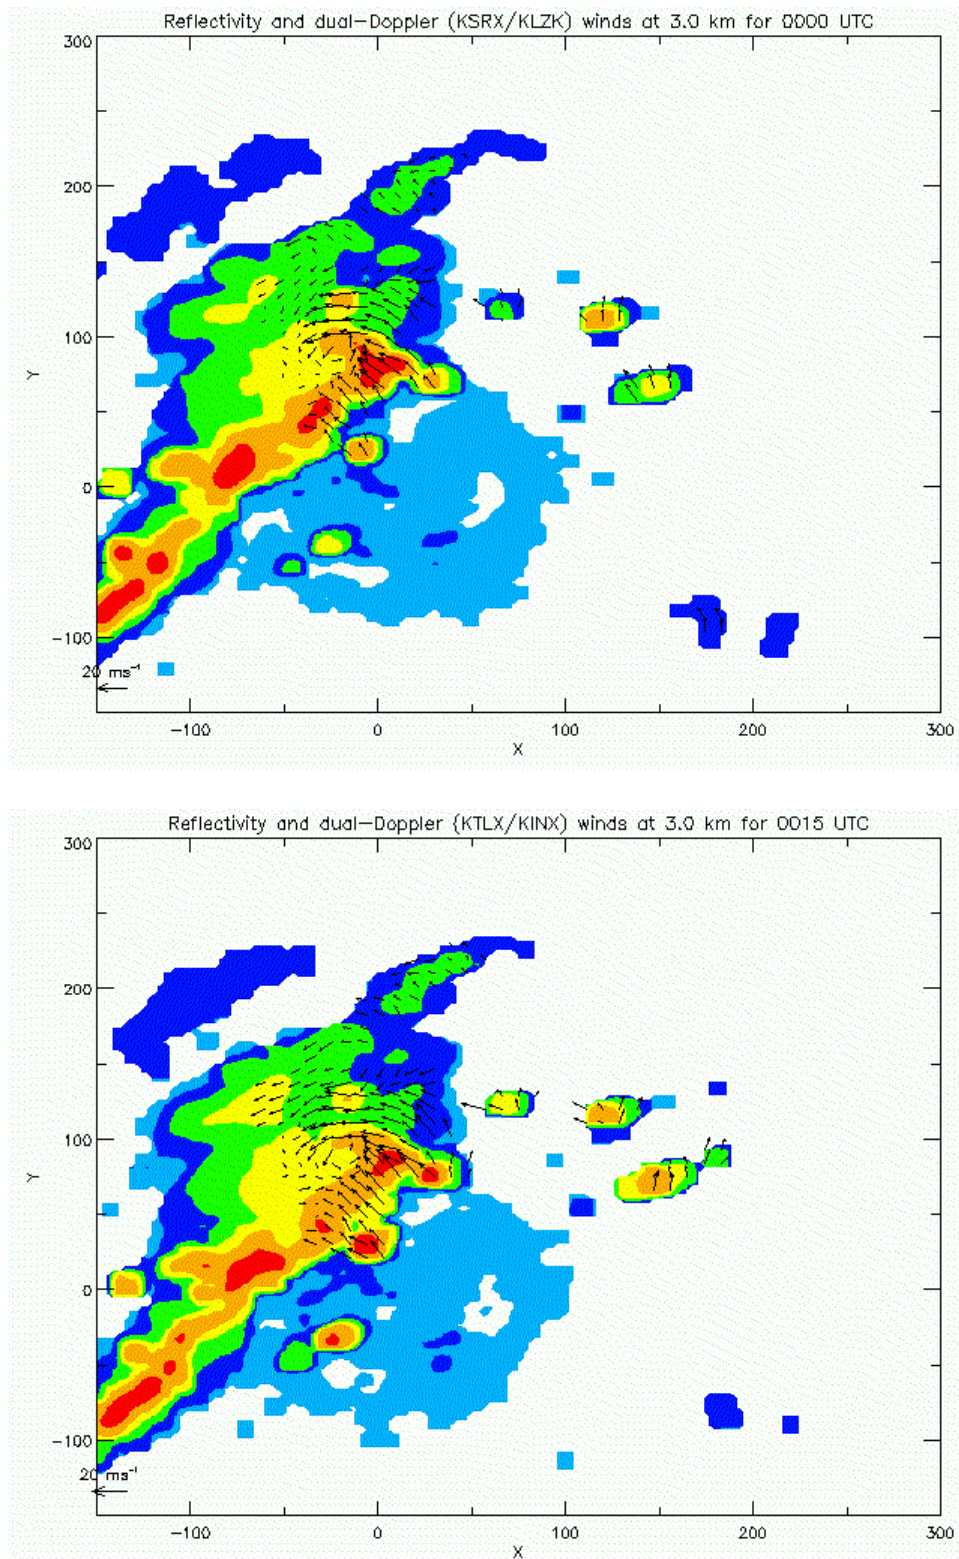 Reflectivity and dual-Doppler (KSRX/KLZK) winds at 3.0 km for 0000 UTC
300
200
100
Y
0
-100
20 ms⁻¹
-100 0 100 200 300
X
Reflectivity and dual-Doppler (KTLX/KINX) winds at 3.0 km for 0015 UTC
300
200
100
Y
0
-100
20 ms⁻¹
-100 0 100 200 300
X